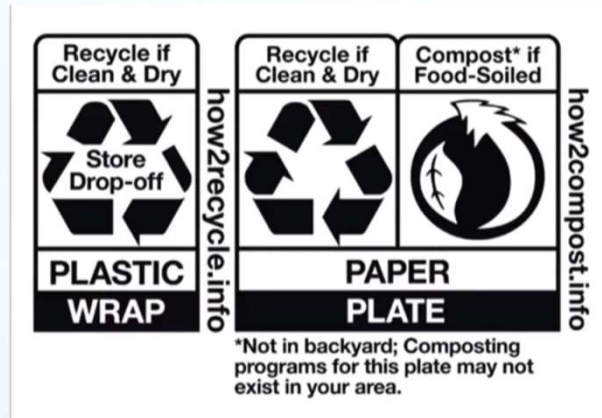 Recycle if
Clean & Dry
Store
Drop-off
PLASTIC
WRAP
how2recycle.info
Recycle if
Clean & Dry
Compost* if
Food-Soiled
PAPER
PLATE
how2compost.info
*Not in backyard; Composting
programs for this plate may not
exist in your area.